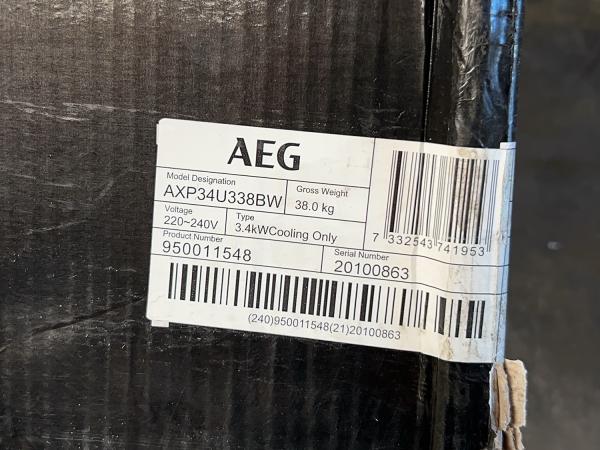 AEG
Model Designation
AXP34U338BW
Gross Weight
38.0 kg
Voltage
220~240V
Type
3.4kWCooling Only
7 332543 741953
Product Number
950011548
Serial Number
20100863
(240)950011548(21)20100863